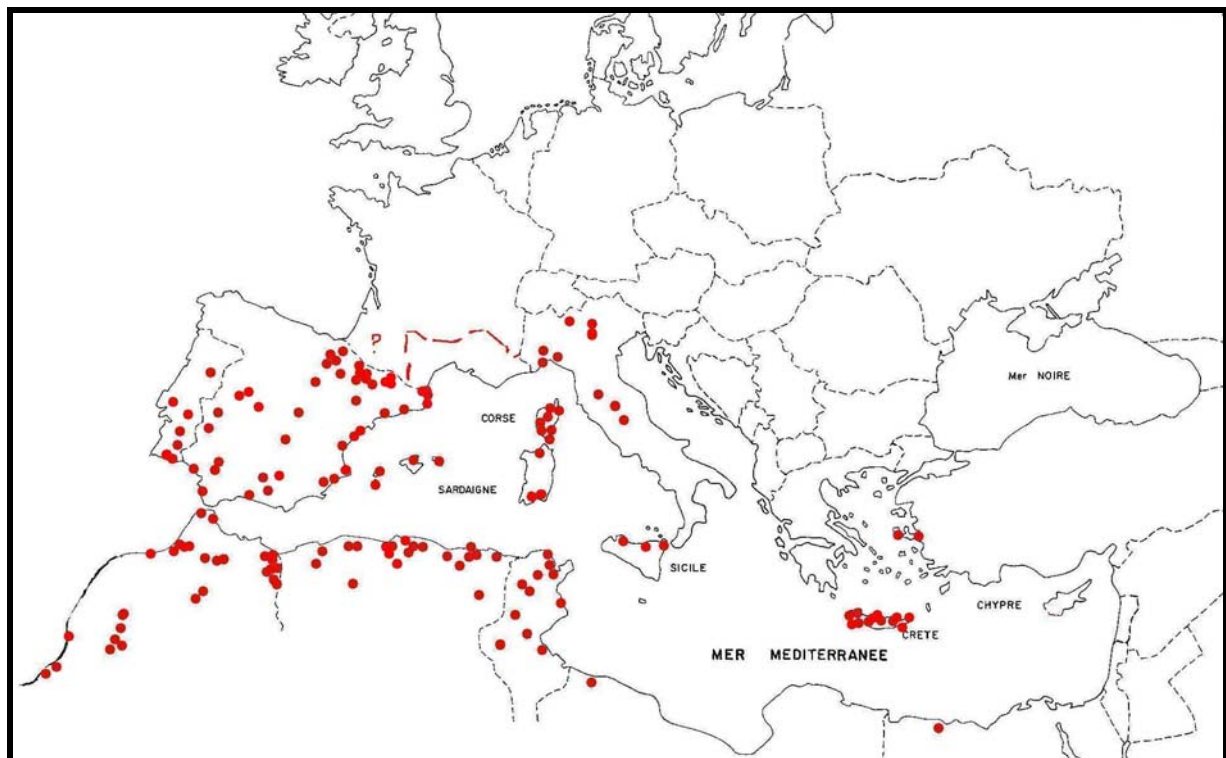 ?
Mer NOIRE
CORSE
SARDAIGNE
SICILE
CHYPRE
CRETE
MER MEDITERRANEE